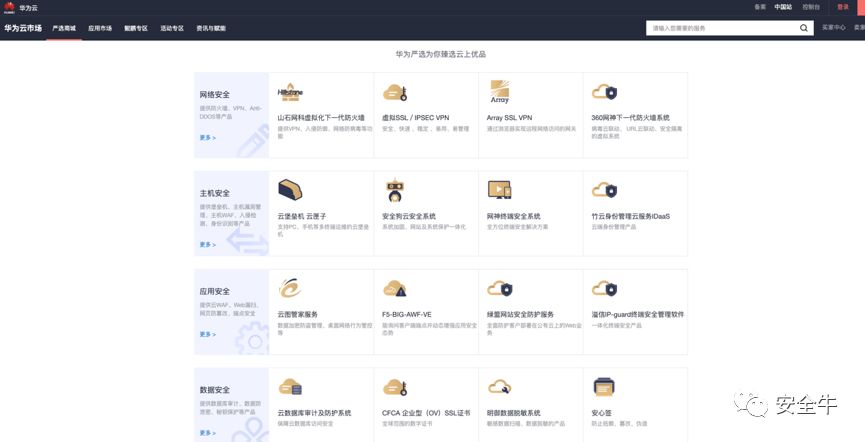 华为云
备案 中国站 控制台 登录
华为云市场 严选商城 应用市场 鲲鹏专区 活动专区 资讯与赋能
请输入您需要的服务
买家中心
华为严选为你臻选云上优品
网络安全
提供防火墙、VPN、Anti-
DDOS等产品
更多 >
Hillstone
山石网科虚拟化下一代防火墙
提供VPN、入侵防御、网络防病毒等功
能
虚拟SSL / IPSEC VPN
安全、快速、稳定、易用、易管理
Array
Array SSL VPN
通过浏览器实现远程网络访问的网关
360网神下一代防火墙系统
病毒云联动、URL云联动、安全隔离
的虚拟系统
主机安全
提供堡垒机、主机漏洞管
理、主机WAF、入侵检
测、身份识别等产品
更多 >
云堡垒机 云匣子
支持PC、手机等多终端运维的云堡垒
机
安全狗云安全系统
系统加固、网站及系统保护一体化
网神终端安全系统
全方位终端安全解决方案
竹云身份管理云服务IDaaS
云端身份管理产品
应用安全
提供云WAF、Web漏扫、
网页防篡改、端点安全
更多 >
云图管家服务
数据加密防盗管理、桌面网络行为管控
等
F5-BIG-AWF-VE
能询问客户端端点并动态增强应用安全
态势
绿盟网站安全防护服务
全面防护客户部署在公有云上的Web业
务
溢信IP-guard终端安全管理软件
一体化终端安全产品
数据安全
提供数据库审计、数据防
泄密、秘钥保护等产品
更多 >
云数据库审计及防护系统
保障云数据库访问安全
CFCA 企业型（OV）SSL证书
全球范围的数字证书
明御数据脱敏系统
敏感数据扫描、数据脱敏的产品
安心签
防止抵赖、篡改、伪造
安全牛